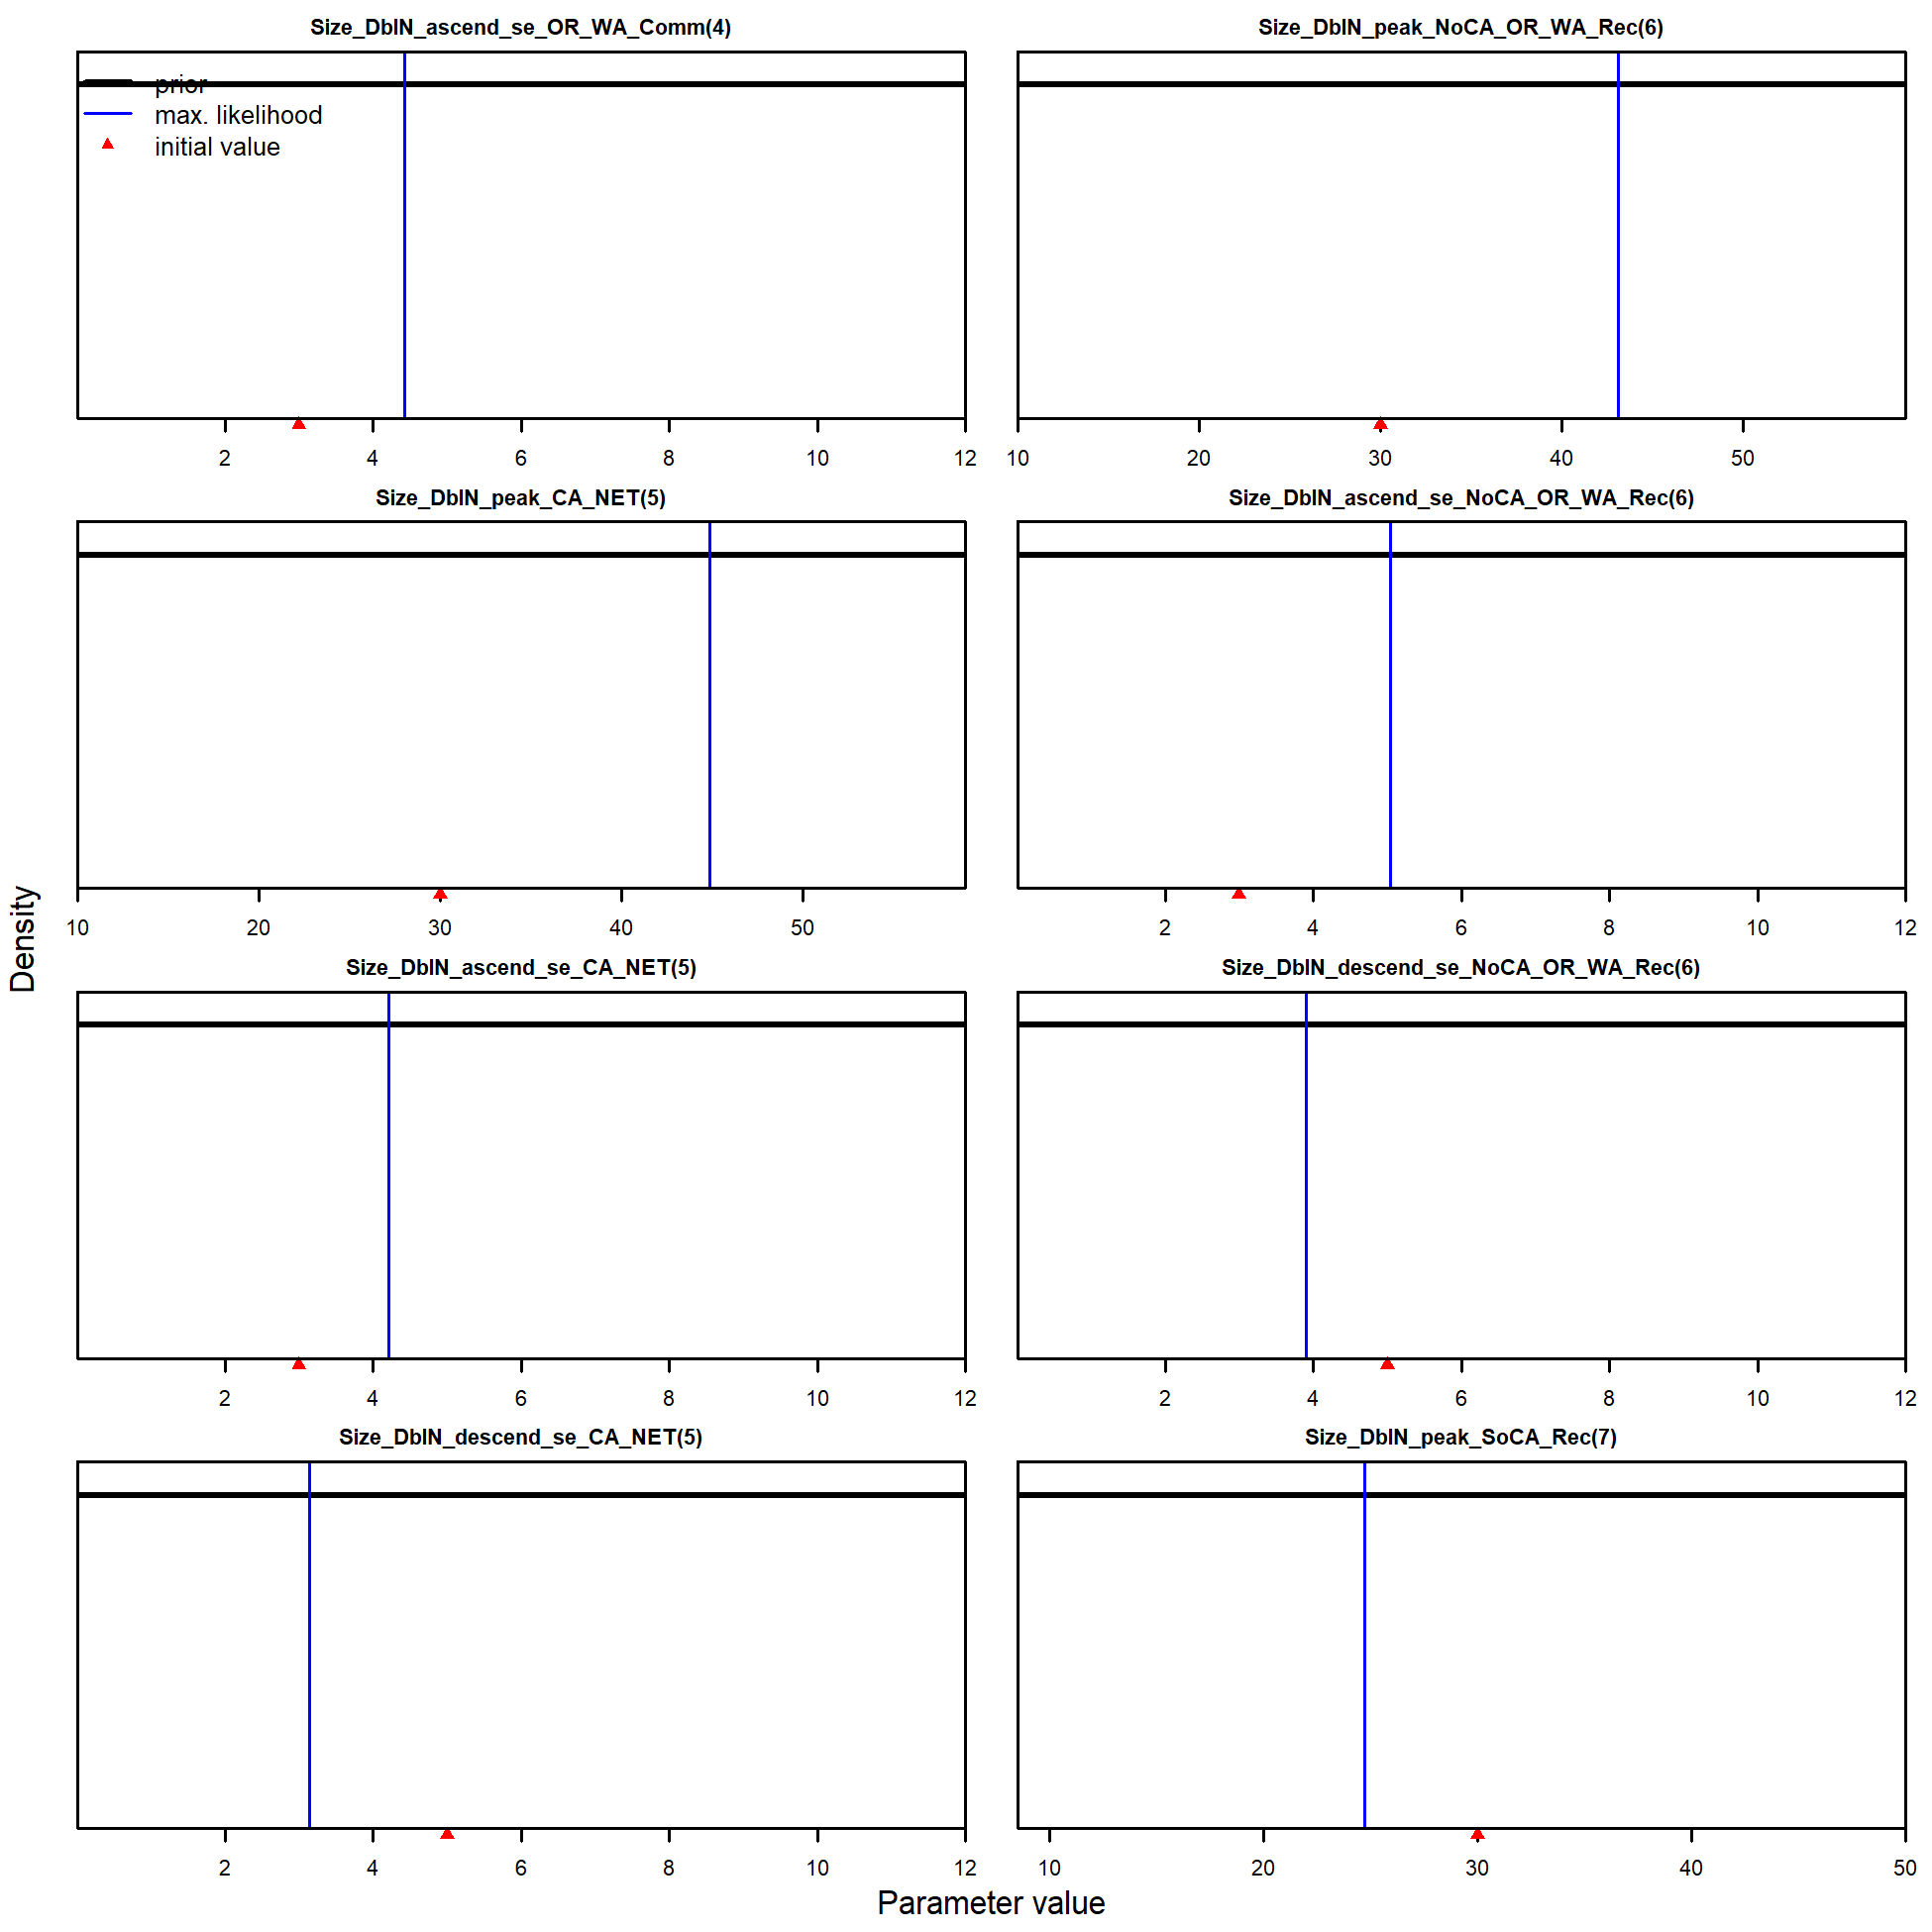 Size_DblN_ascend_se_OR_WA_Comm(4)
prior
max. likelihood
initial value
2 4 6 8 10 12
Size_DblN_peak_NoCA_OR_WA_Rec(6)
10 20 30 40 50
Size_DblN_peak_CA_NET(5)
10 20 30 40 50
Size_DblN_ascend_se_NoCA_OR_WA_Rec(6)
2 4 6 8 10 12
Size_DblN_ascend_se_CA_NET(5)
2 4 6 8 10 12
Size_DblN_descend_se_NoCA_OR_WA_Rec(6)
2 4 6 8 10 12
Size_DblN_descend_se_CA_NET(5)
2 4 6 8 10 12
Size_DblN_peak_SoCA_Rec(7)
10 20 30 40 50
Density
Parameter value